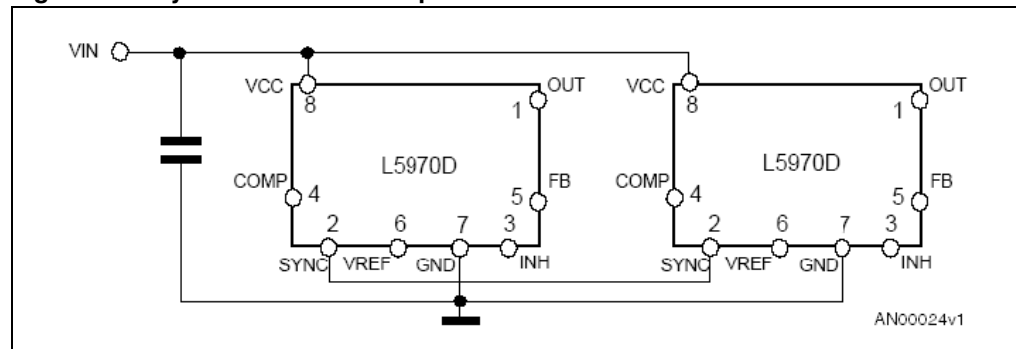 VIN
VCC
8
OUT
1
L5970D
COMP
4
FB
5
2
6
7
3
SYNC
VREF
GND
INH
VCC
8
OUT
1
L5970D
COMP
4
FB
5
2
6
7
3
SYNC
VREF
GND
INH
AN00024v1